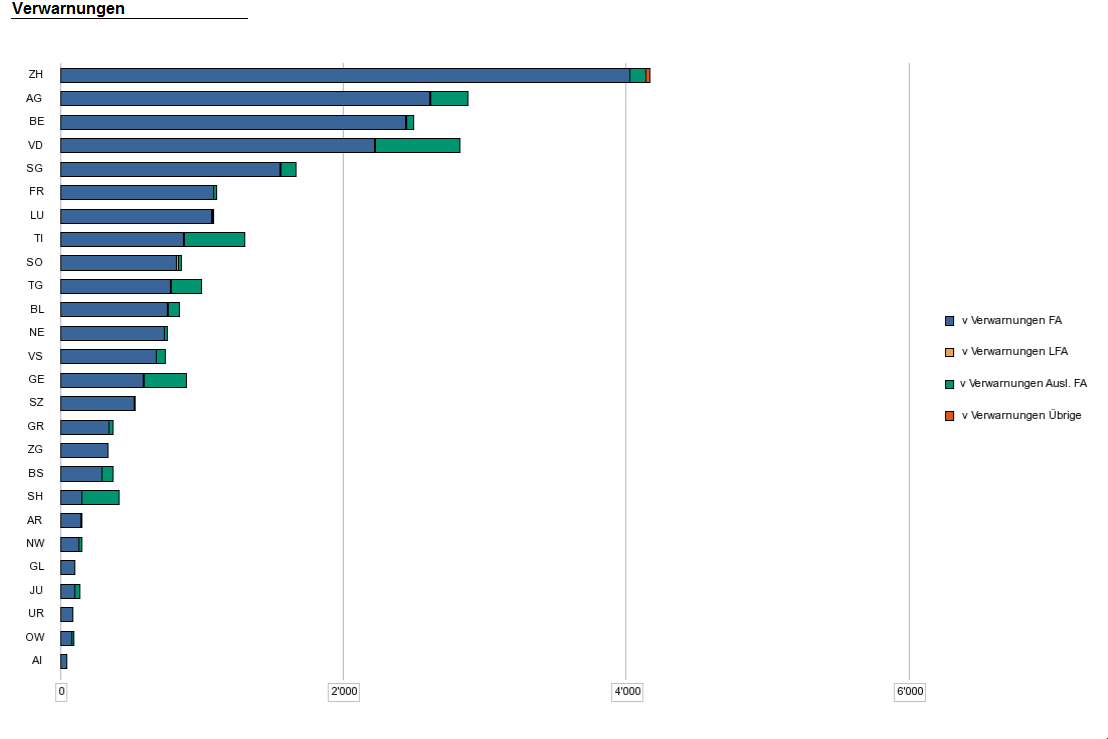 Verwarnungen
ZH
AG
BE
VD
SG
FR
LU
TI
SO
TG
BL
NE
VS
GE
SZ
GR
ZG
BS
SH
AR
NW
GL
JU
UR
OW
AI
0 2'000 4'000 6'000
v Verwarnungen FA
v Verwarnungen LFA
v Verwarnungen Ausl. FA
v Verwarnungen Übrige